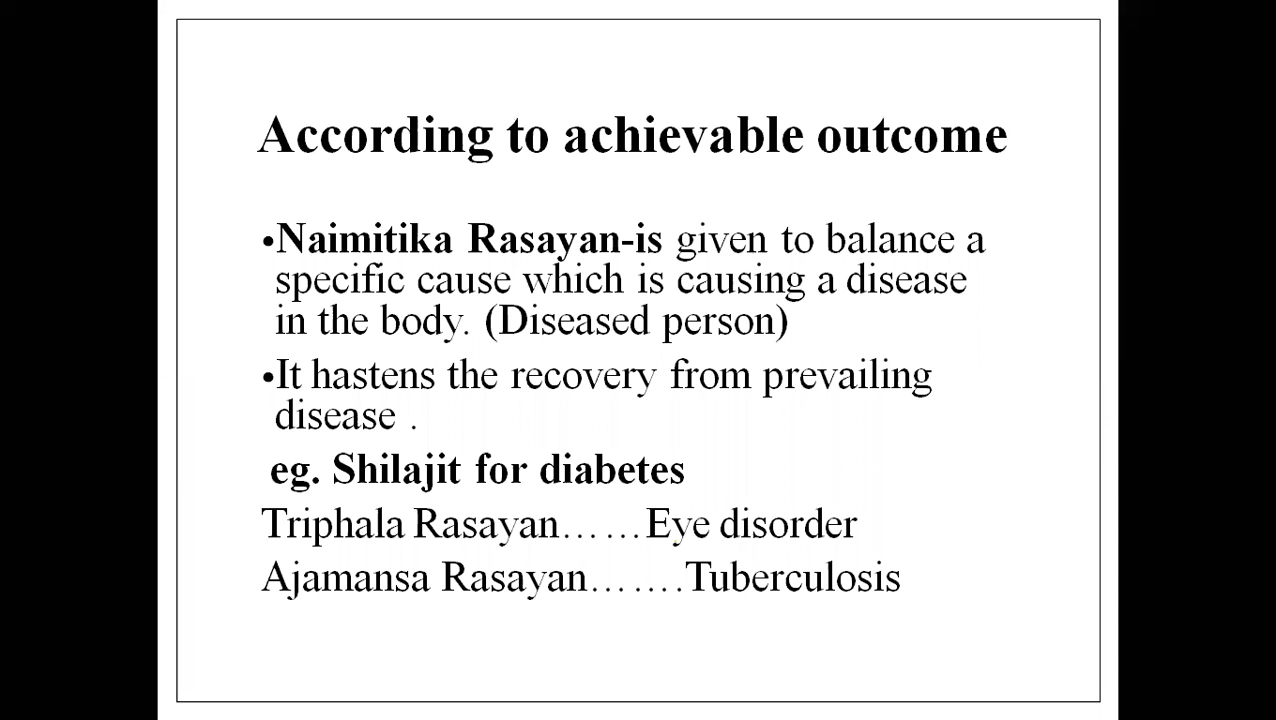 According to achievable outcome
•Naimitika Rasayan-is given to balance a
specific cause which is causing a disease
in the body. (Diseased person)
•It hastens the recovery from prevailing
disease .
eg. Shilajit for diabetes
Triphala Rasayan……Eye disorder
Ajamansa Rasayan…….Tuberculosis